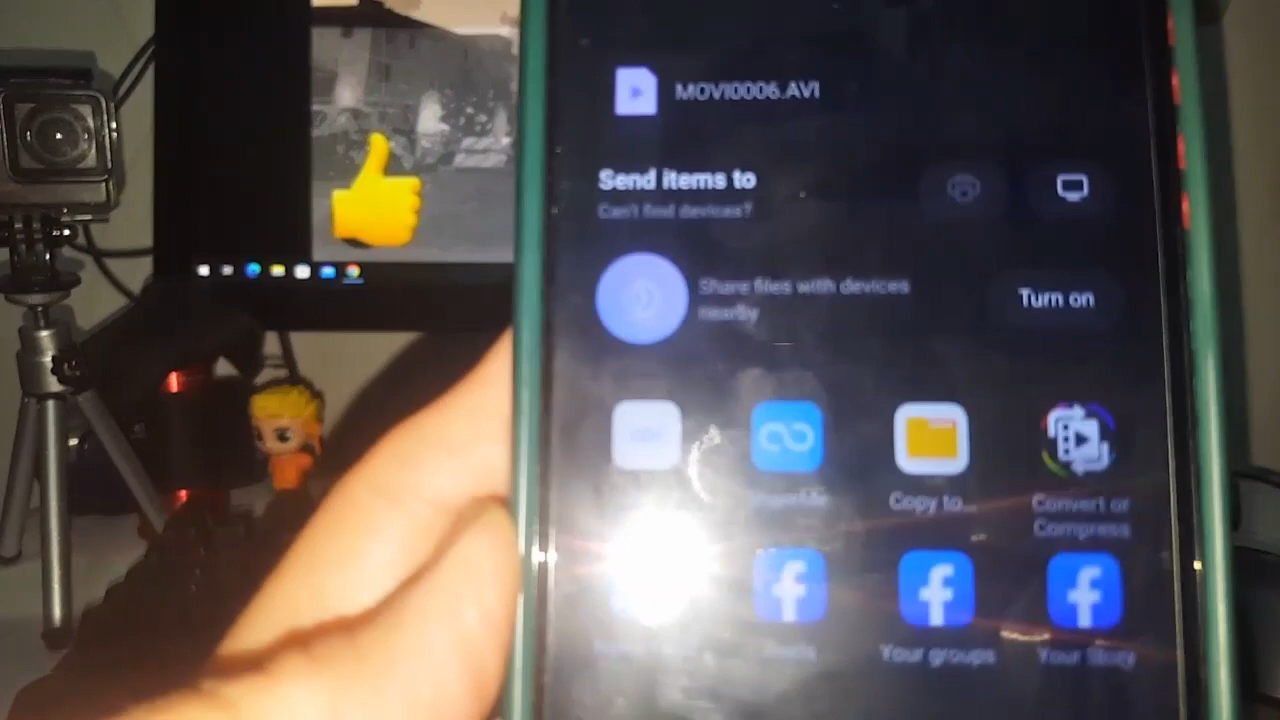 MOVI0006.AVI
Send items to
Can't find devices?
Share files with devices
nearby
Turn on
ShareMe
Copy to...
Convert or
Compress
Your groups
Your Story